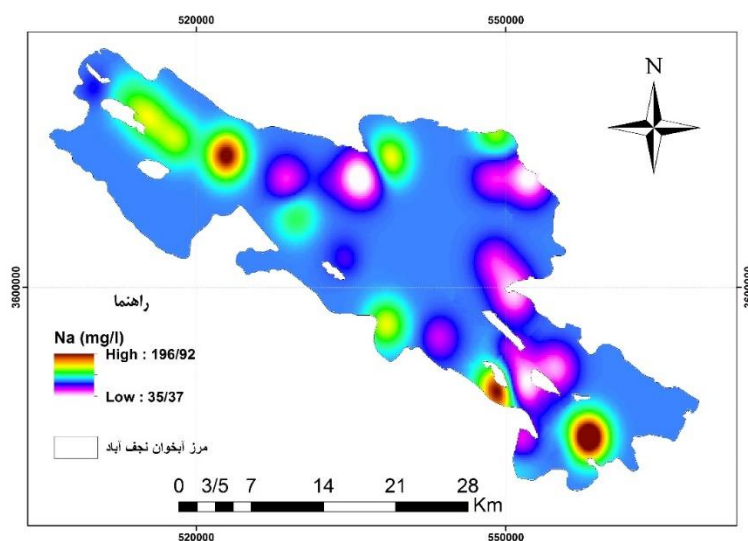 520000 550000
N
3600000
3600000
راهنما
Na (mg/l)
High : 196/92
Low : 35/37
مرز آبخوان نجف آباد
0 3/5 7 14 21 28
Km
520000 550000